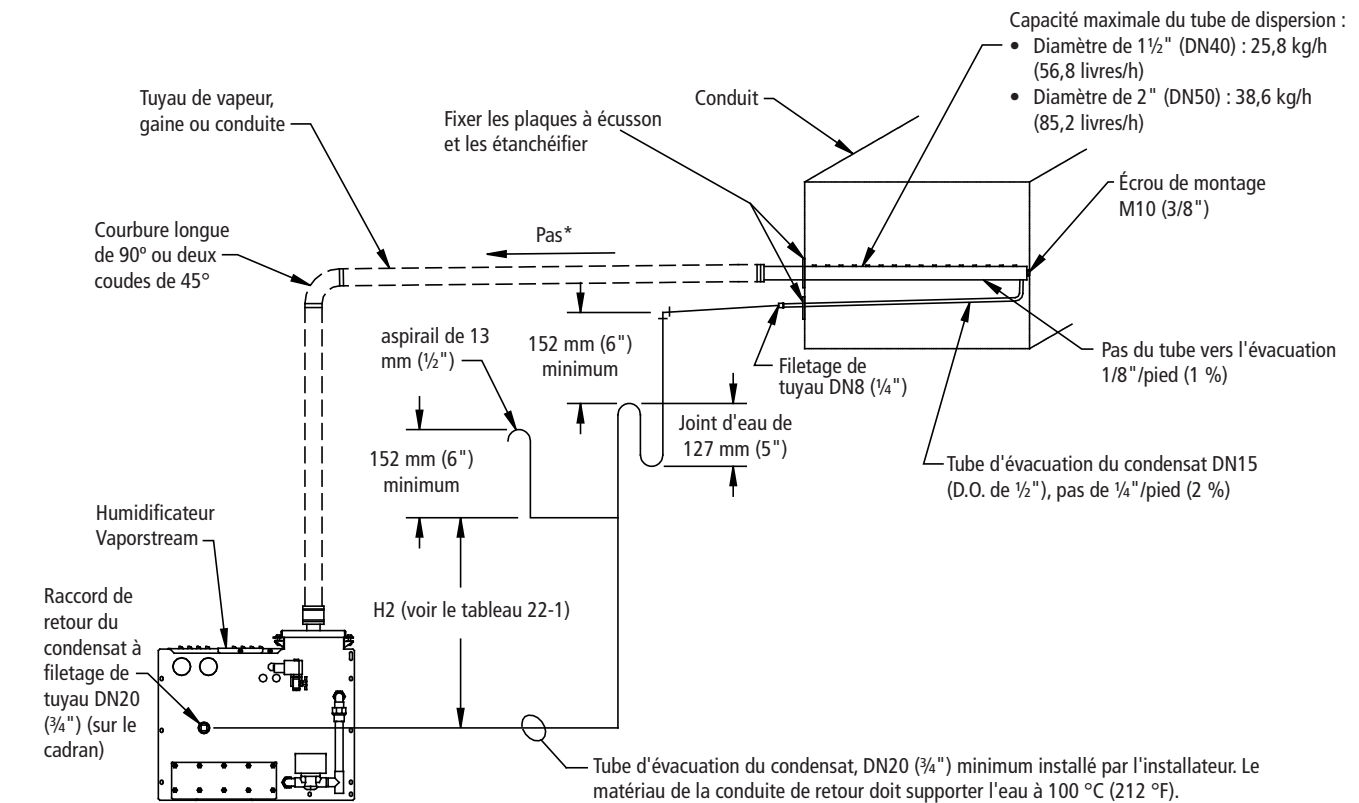 Capacité maximale du tube de dispersion :
• Diamètre de 1½" (DN40) : 25,8 kg/h
(56,8 livres/h)
• Diamètre de 2" (DN50) : 38,6 kg/h
(85,2 livres/h)
Tuyau de vapeur,
gaine ou conduite
Conduit
Fixer les plaques à écusson
et les étanchéifier
Écrou de montage
M10 (3/8")
Courbure longue
de 90º ou deux
coudes de 45°
Pas*
aspirail de 13
mm (½")
152 mm (6")
minimum
Filetage de
tuyau DN8 (¼")
Pas du tube vers l'évacuation
1/8"/pied (1 %)
Joint d'eau de
127 mm (5")
152 mm (6")
minimum
Tube d'évacuation du condensat DN15
(D.O. de ½"), pas de ¼"/pied (2 %)
Humidificateur
Vaporstream
Raccord de
retour du
condensat à
filetage de
tuyau DN20
(¾") (sur le
cadran)
H2 (voir le tableau 22-1)
Tube d'évacuation du condensat, DN20 (¾") minimum installé par l'installateur. Le
matériau de la conduite de retour doit supporter l'eau à 100 °C (212 °F).